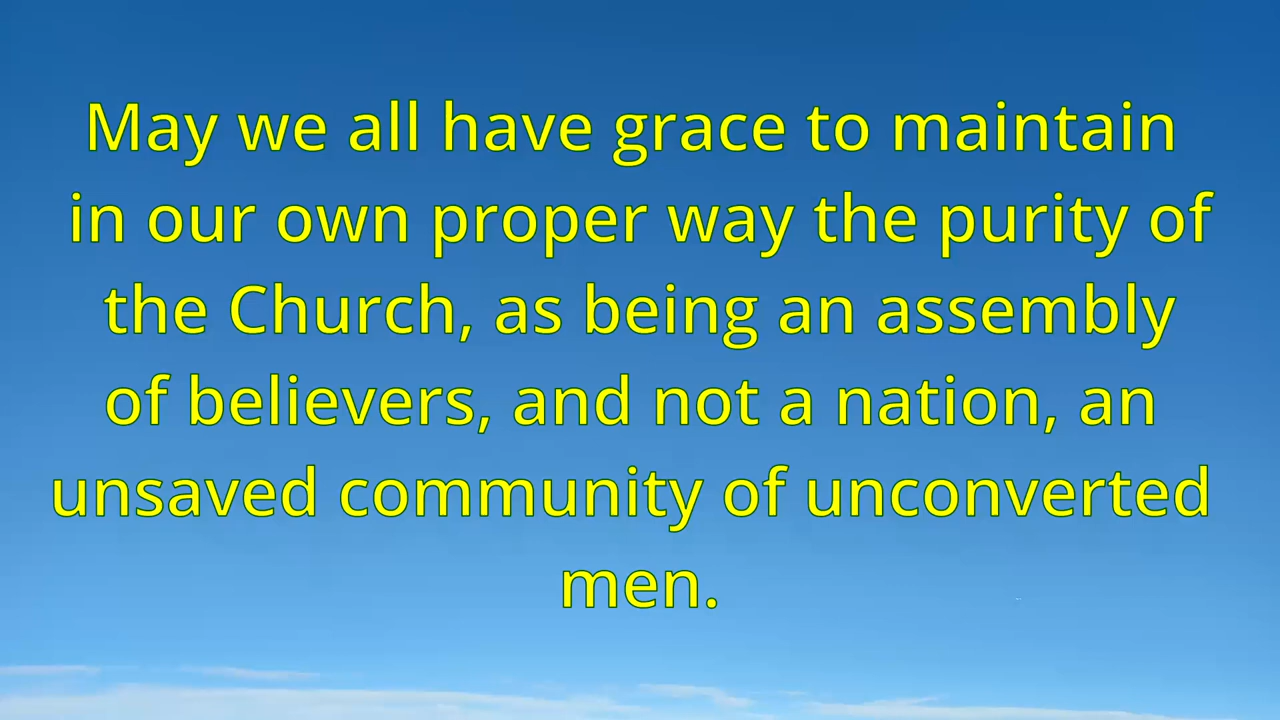 May we all have grace to maintain
in our own proper way the purity of
the Church, as being an assembly
of believers, and not a nation, an
unsaved community of unconverted
men.